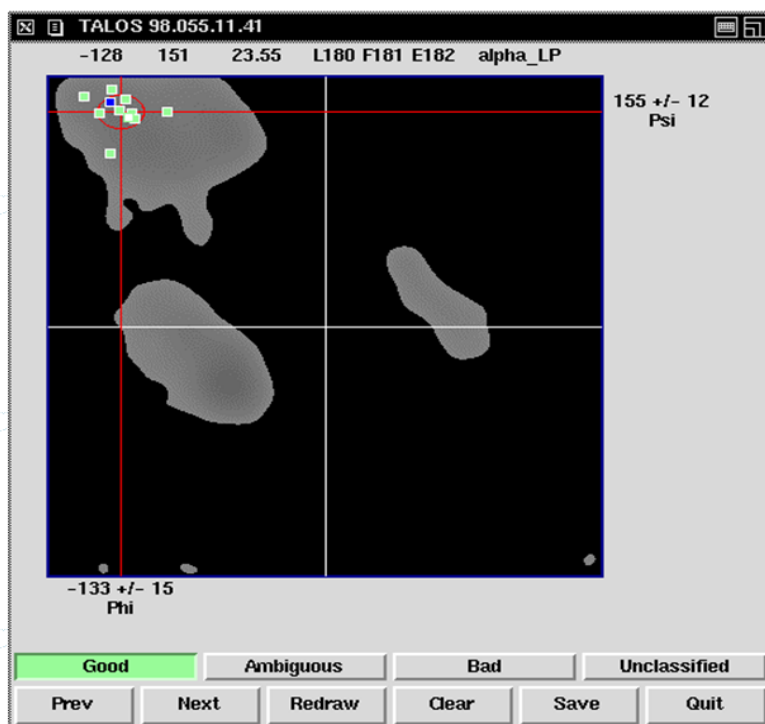 TALOS 98.055.11.41
-128 151 23.55 L180 F181 E182 alpha_LP
155 +/- 12
Psi
-133 +/- 15
Phi
Good Ambiguous Bad Unclassified
Prev Next Redraw Clear Save Quit